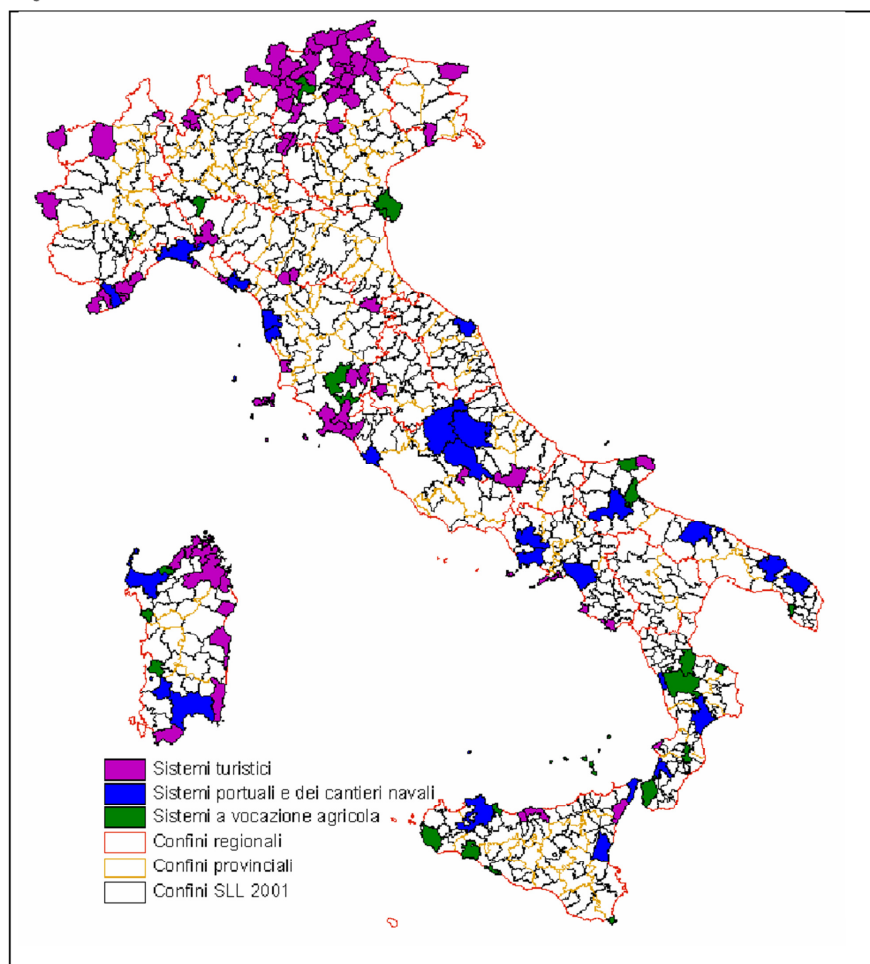 Sistemi turistici
Sistemi portuali e dei cantieri navali
Sistemi a vocazione agricola
Confini regionali
Confini provinciali
Confini SLL 2001